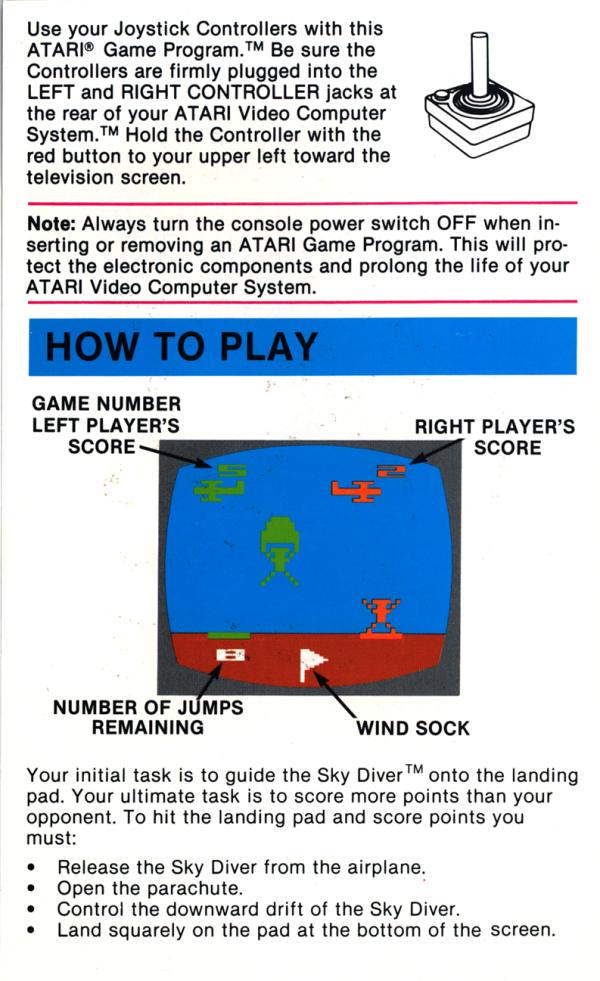 Use your Joystick Controllers with this
ATARI® Game Program.™ Be sure the
Controllers are firmly plugged into the
LEFT and RIGHT CONTROLLER jacks at
the rear of your ATARI Video Computer
System.™ Hold the Controller with the
red button to your upper left toward the
television screen.
Note: Always turn the console power switch OFF when in-
serting or removing an ATARI Game Program. This will pro-
tect the electronic components and prolong the life of your
ATARI Video Computer System.
HOW TO PLAY
GAME NUMBER
LEFT PLAYER'S
SCORE
RIGHT PLAYER'S
SCORE
5
2
8
NUMBER OF JUMPS
REMAINING
WIND SOCK
Your initial task is to guide the Sky Diver™ onto the landing
pad. Your ultimate task is to score more points than your
opponent. To hit the landing pad and score points you
must:
• Release the Sky Diver from the airplane.
• Open the parachute.
• Control the downward drift of the Sky Diver.
• Land squarely on the pad at the bottom of the screen.